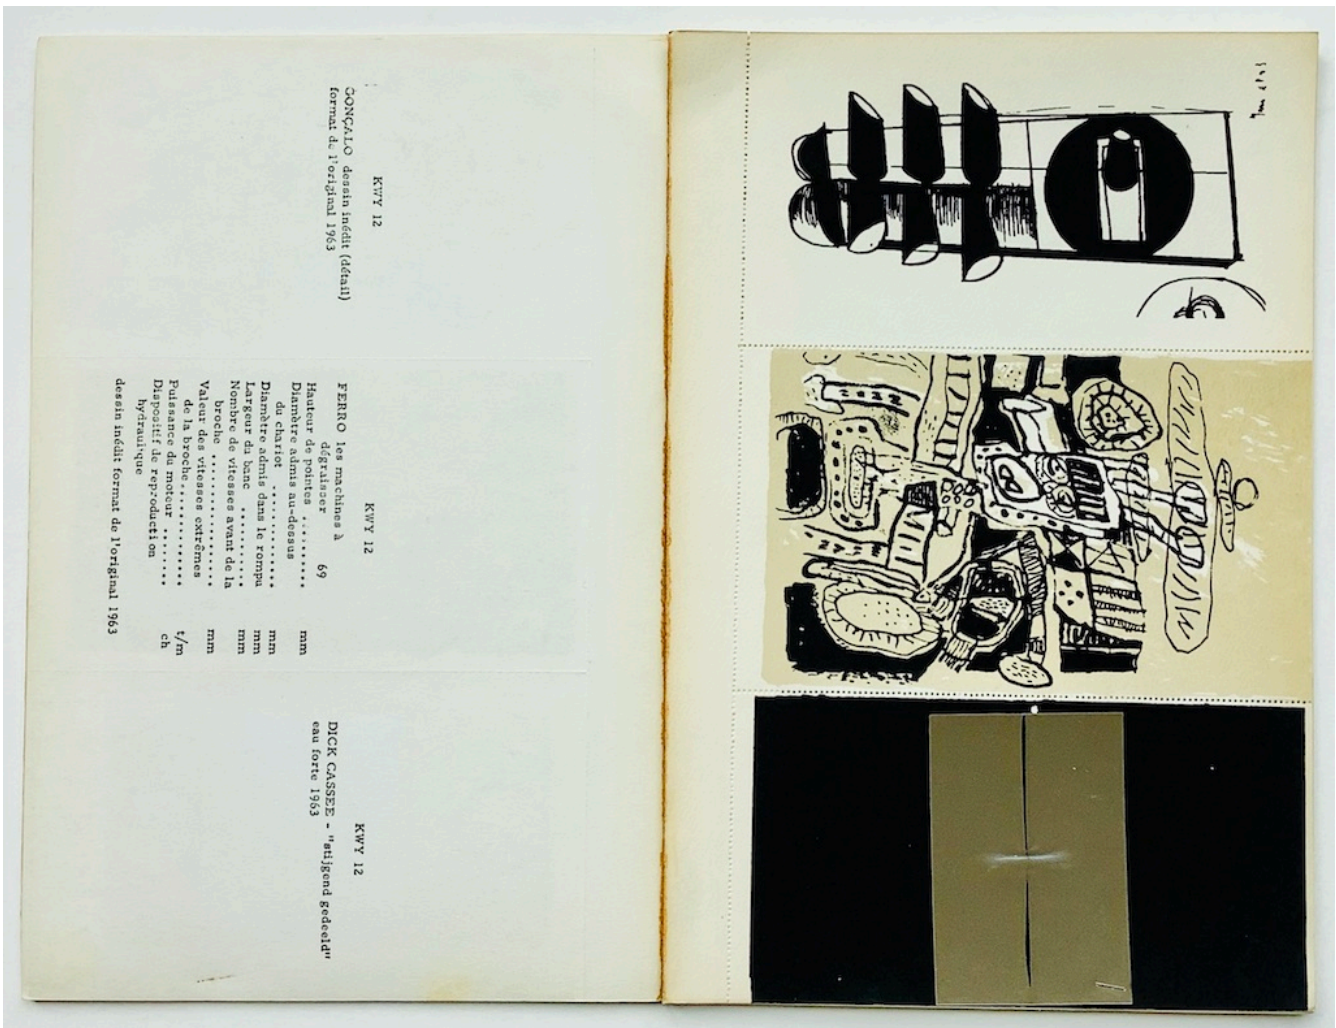 KWY 12
GONÇALO dessin inédit (détail)
format de l'original 1963
KWY 12
FERRO les machines à
dégraisser 69
Hauteur de pointes ......... mm
Diamètre admis au-dessus
du chariot ............ mm
Diamètre admis dans le rompu mm
Largeur du banc ......... mm
Nombre de vitesses avant de la
broche ................ mm
Valeur des vitesses extrêmes
de la broche............. t/m
Puissance du moteur ....... ch
Dispositif de reproduction
hydraulique
dessin inédit format de l'original 1963
KWY 12
DICK CASSEE - "stijgend gedeeld"
eau forte 1963